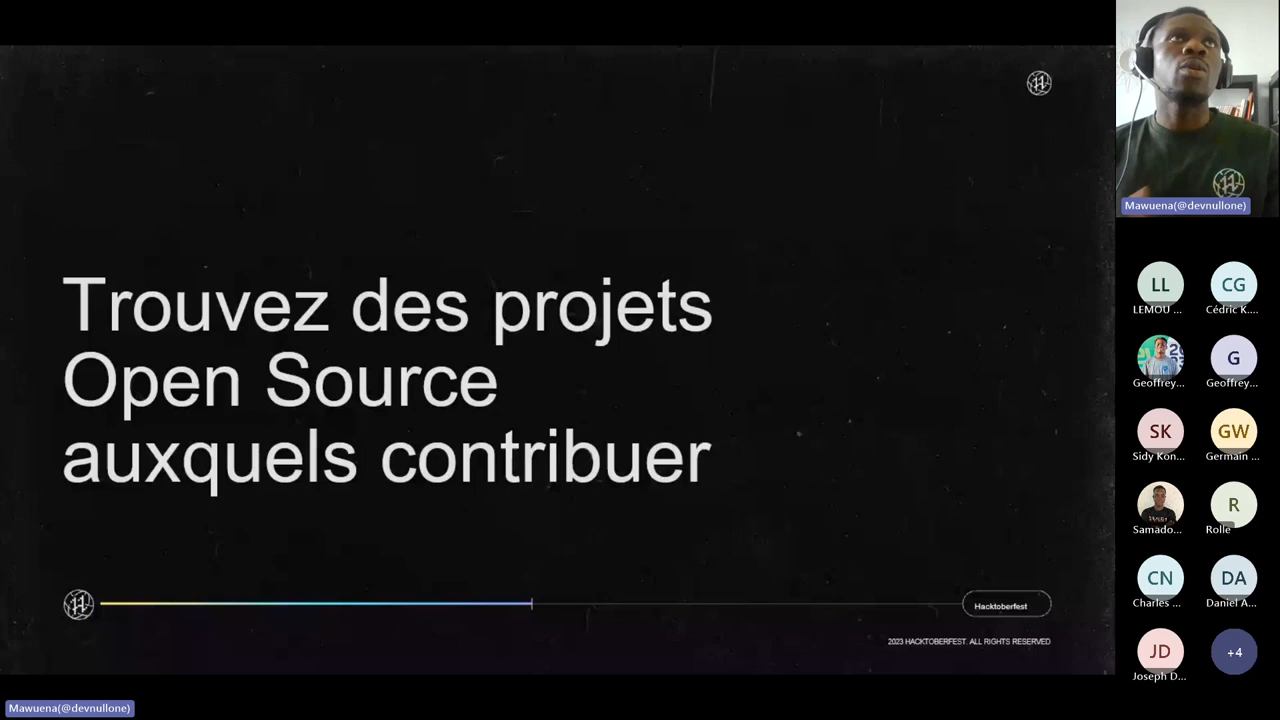 Trouvez des projets
Open Source
auxquels contribuer
Hacktoberfest
2023 HACKTOBERFEST. ALL RIGHTS RESERVED
Mawuena(@devnullone)
Mawuena(@devnullone)
LL
CG
LEMOU ...
Cédric K....
G
Geoffrey...
Geoffrey...
SK
GW
Sidy Kon...
Germain ...
R
Samado...
Rolle
CN
DA
Charles ...
Daniel A...
JD
+4
Joseph D...